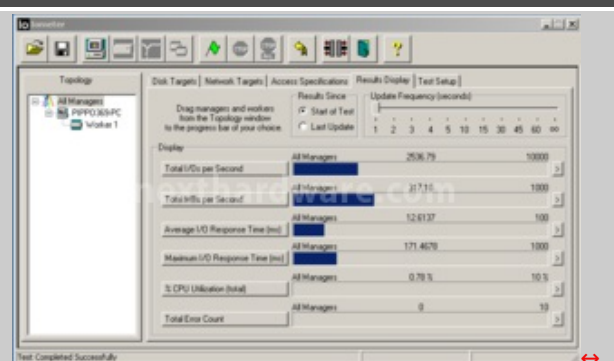 Iometer
Topology
All Managers
PIPPO369-PC
Worker 1
Disk Targets Network Targets Access Specifications Results Display Test Setup
Drag managers and workers
from the Topology window
to the progress bar of your choice.
Results Since
Start of Test
Last Update
Update Frequency (seconds)
1 2 3 4 5 10 15 30 45 60 ∞
Display
All Managers 2536.79 10000
Total I/Os per Second
All Managers 317.10 1000
Total MBs per Second
nexthardware.com
All Managers 12.6137 100
Average I/O Response Time (ms)
All Managers 171.4678 1000
Maximum I/O Response Time (ms)
All Managers 0.78 % 10 %
% CPU Utilization (total)
All Managers 0 10
Total Error Count
Test Completed Successfully